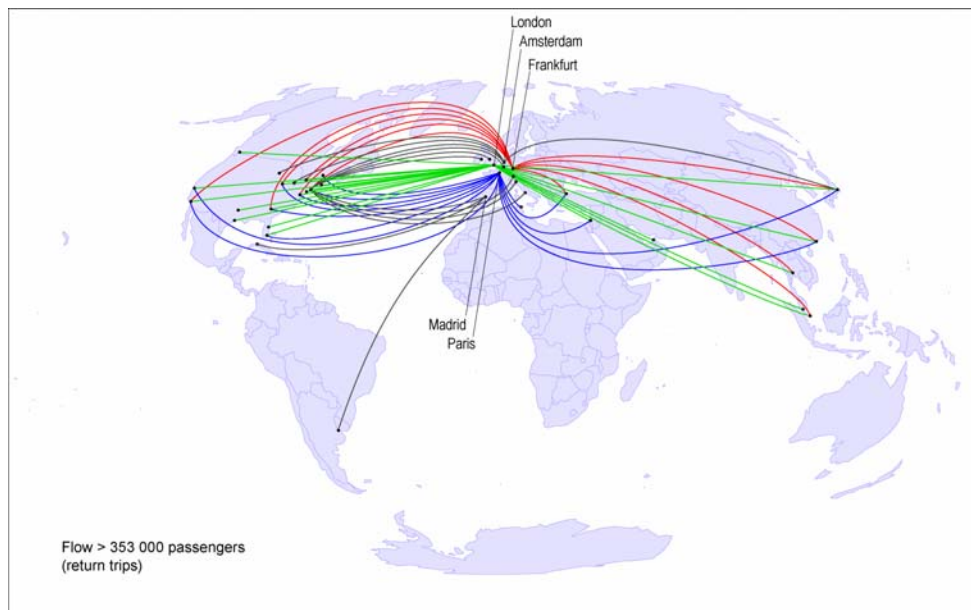 London
Amsterdam
Frankfurt
Madrid
Paris
Flow > 353 000 passengers
(return trips)